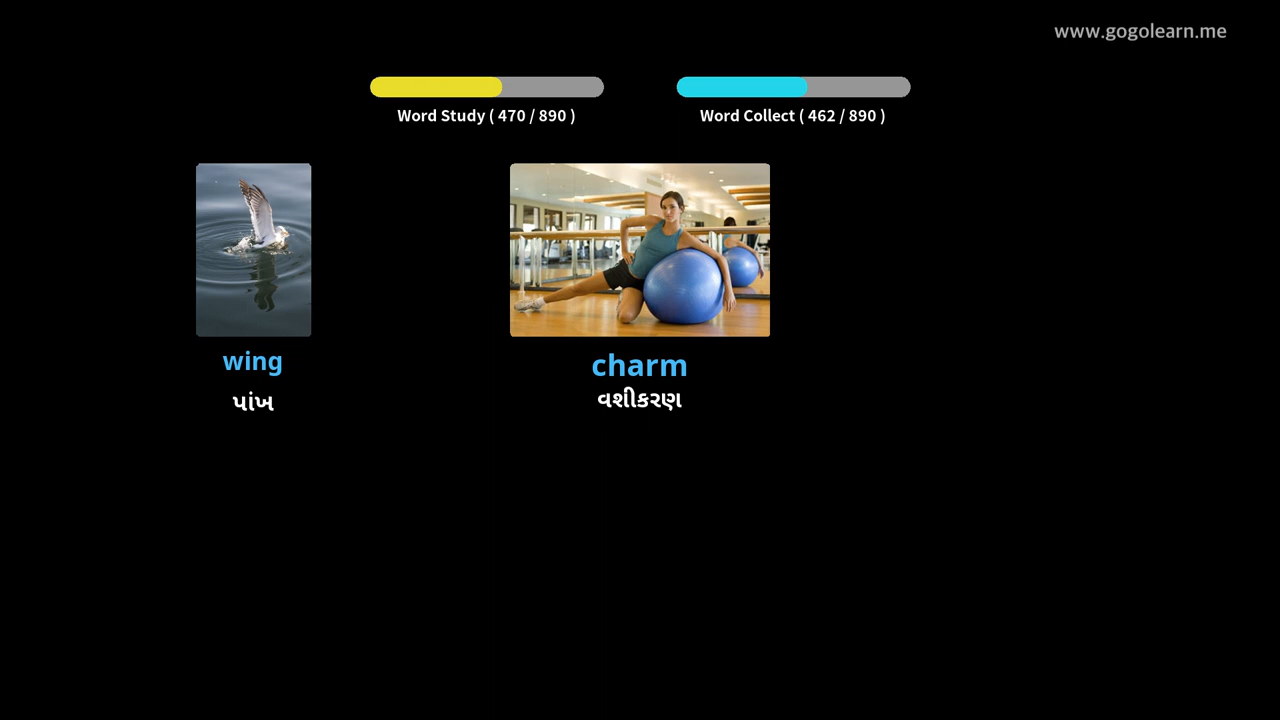 www.gogolearn.me
Word Study ( 470 / 890 )
Word Collect ( 462 / 890 )
wing
પાંખ
charm
વશીકરણ